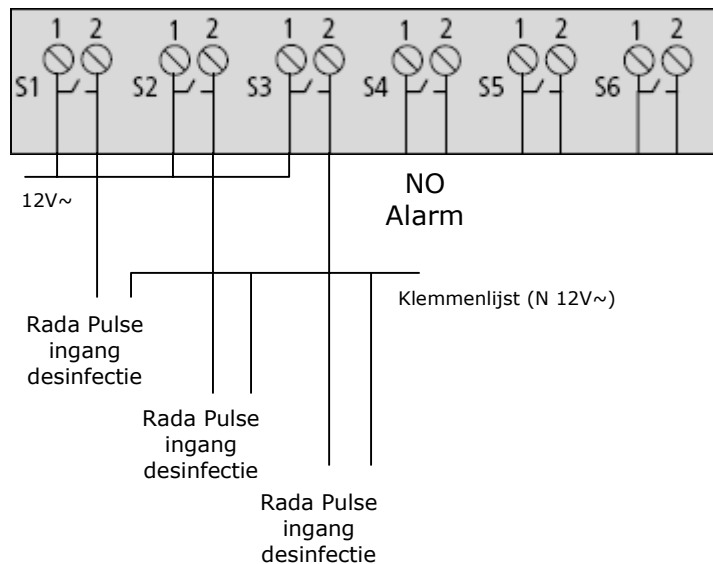 1 2 1 2 1 2 1 2 1 2 1 2
S1 S2 S3 S4 S5 S6
12V~
NO
Alarm
Klemmenlijst (N 12V~)
Rada Pulse
ingang
desinfectie
Rada Pulse
ingang
desinfectie
Rada Pulse
ingang
desinfectie